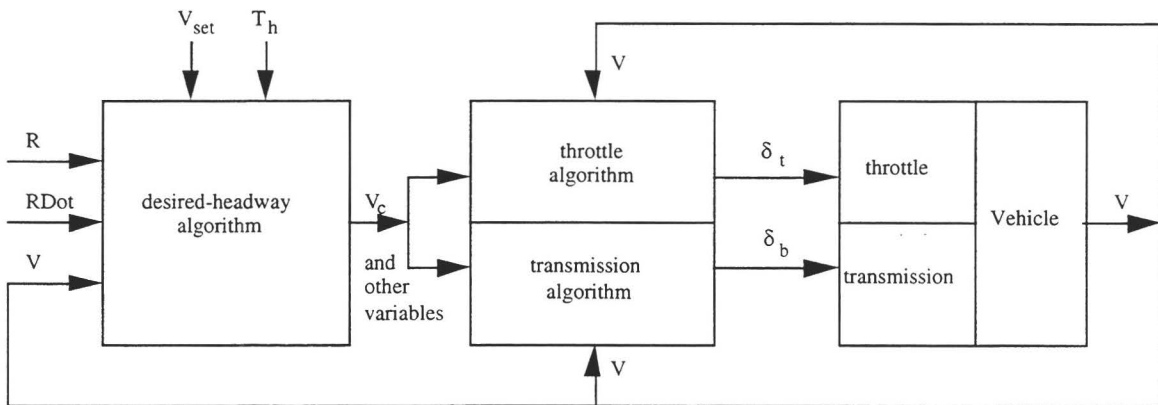 V_set
T_h
V
R
RDot
V
desired-headway
algorithm
V_c
and
other
variables
throttle
algorithm
transmission
algorithm
δ_t
δ_b
throttle
transmission
Vehicle
V
V